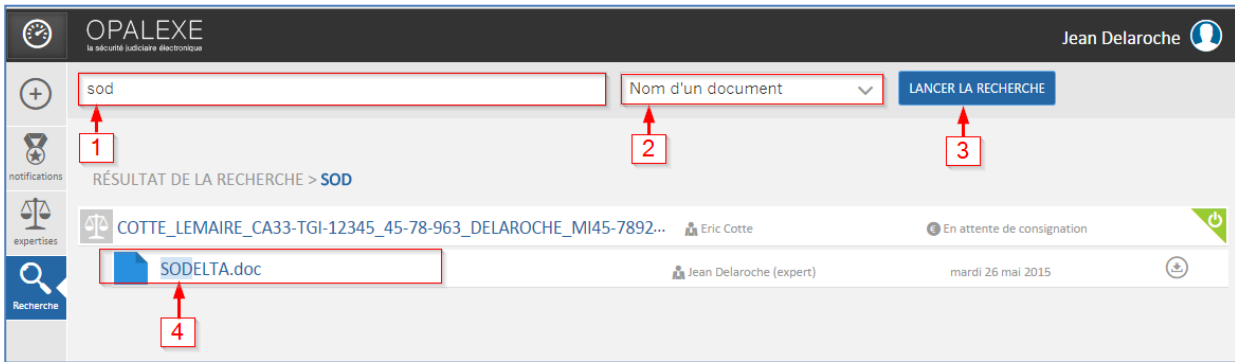 OPALEXE
la sécurité judiciaire électronique
Jean Delaroche
sod
Nom d'un document
LANCER LA RECHERCHE
1
2
3
notifications
RÉSULTAT DE LA RECHERCHE > SOD
COTTE_LEMAIRE_CA33-TGI-12345_45-78-963_DELAROCHE_MI45-7892... Eric Cotte € En attente de consignation
expertises
SODELTA.doc Jean Delaroche (expert) mardi 26 mai 2015
Recherche
4